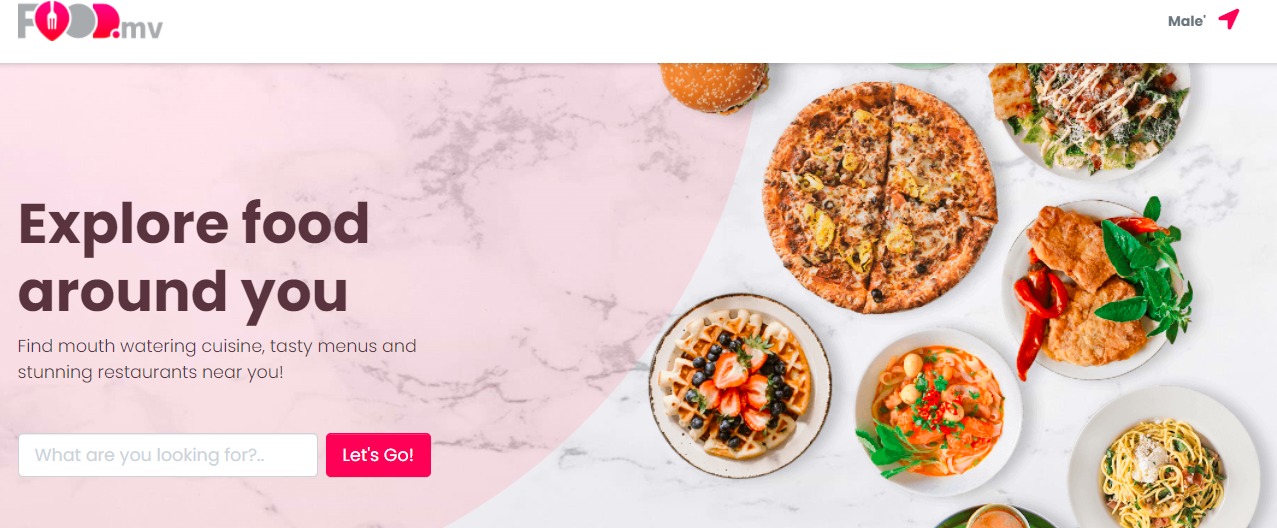 FOOD.mv
Male'
Explore food
around you
Find mouth watering cuisine, tasty menus and
stunning restaurants near you!
What are you looking for?..
Let's Go!